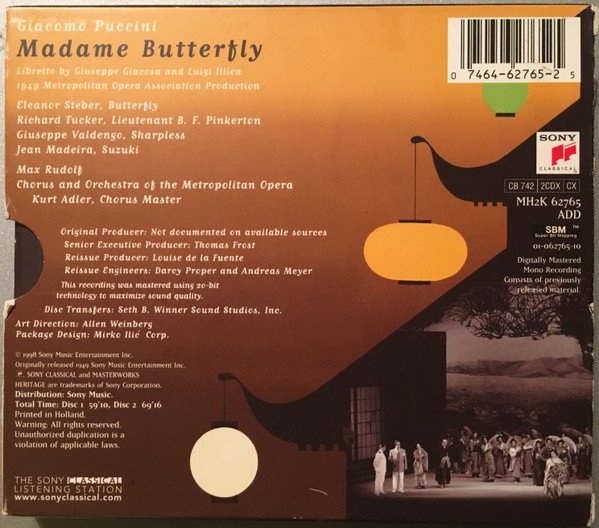 Giacomo Puccini
Madame Butterfly
Libretto by Giuseppe Giacosa and Luigi Illica
1949 Metropolitan Opera Association Production
Eleanor Steber, Butterfly
Richard Tucker, Lieutenant B. F. Pinkerton
Giuseppe Valdengo, Sharpless
Jean Madeira, Suzuki
Max Rudolf
Chorus and Orchestra of the Metropolitan Opera
Kurt Adler, Chorus Master
Original Producer: Not documented on available sources
Senior Executive Producer: Thomas Frost
Reissue Producer: Louise de la Fuente
Reissue Engineers: Darcy Proper and Andreas Meyer
This recording was mastered using 20-bit
technology to maximize sound quality.
Disc Transfers: Seth B. Winner Sound Studios, Inc.
Art Direction: Allen Weinberg
Package Design: Mirko Ilić Corp.
© 1998 Sony Music Entertainment Inc.
Originally released 1949 Sony Music Entertainment Inc.
SONY CLASSICAL and MASTERWORKS
HERITAGE are trademarks of Sony Corporation.
Distribution: Sony Music.
Total Time: Disc 1 59'10, Disc 2 69'16
Printed in Holland.
Warning: All rights reserved.
Unauthorized duplication is a
violation of applicable laws.
THE SONY CLASSICAL
LISTENING STATION
www.sonyclassical.com
0 7464-62765-2 5
SONY
CLASSICAL
CB 742 2CDX CX
MH2K 62765
ADD
SBM™
Super Bit Mapping
01-062765-10
Digitally Mastered
Mono Recording
Consists of previously
released material.